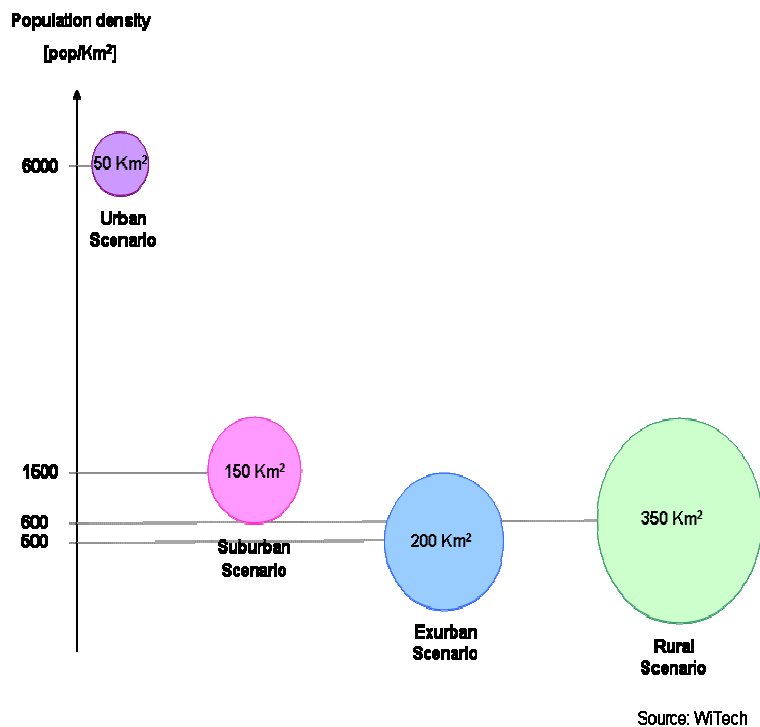 Population density
[pop/Km²]
6000
50 Km²
Urban
Scenario
1500
150 Km²
600
350 Km²
500
200 Km²
Suburban
Scenario
Exurban
Scenario
Rural
Scenario
Source: WiTech